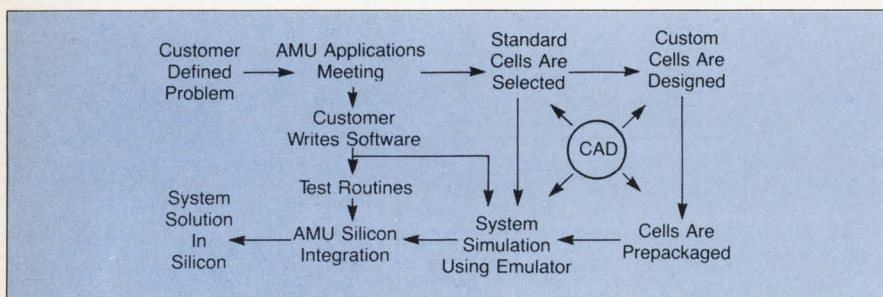 Customer
Defined
Problem
AMU Applications
Meeting
Standard
Cells Are
Selected
Custom
Cells Are
Designed
Customer
Writes Software
CAD
Test Routines
System
Solution
In
Silicon
AMU Silicon
Integration
System
Simulation
Using Emulator
Cells Are
Prepackaged